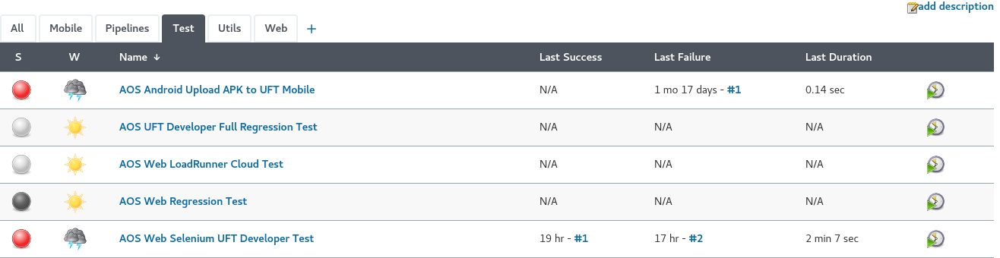 add description
All Mobile Pipelines Test Utils Web +
S W Name ↓ Last Success Last Failure Last Duration
AOS Android Upload APK to UFT Mobile N/A 1 mo 17 days - #1 0.14 sec
AOS UFT Developer Full Regression Test N/A N/A N/A
AOS Web LoadRunner Cloud Test N/A N/A N/A
AOS Web Regression Test N/A N/A N/A
AOS Web Selenium UFT Developer Test 19 hr - #1 17 hr - #2 2 min 7 sec